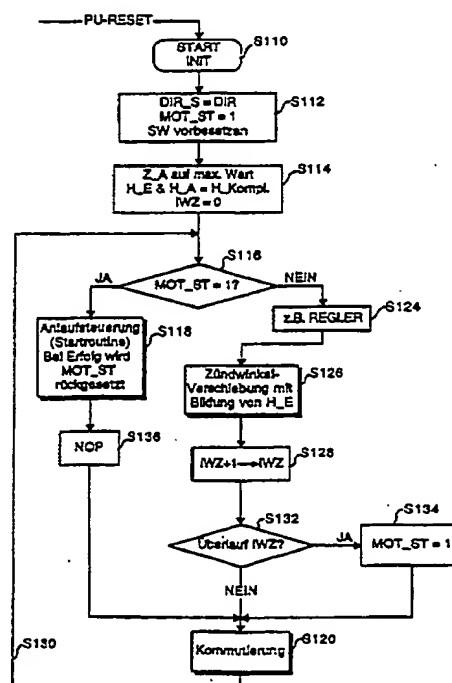 PU-RESET
S110
START
INIT
S112
DIR_S = DIR
MOT_ST = 1
SW vorbesetzen
S114
Z_A auf max. Wert
H_E & H_A = H_Kompl.
IWZ = 0
S116
JA
MOT_ST = 1?
NEIN
S124
z.B. REGLER
S118
Anlaufsteuerung
(Startroutine)
Bei Erfolg wird
MOT_ST
rückgesetzt
S126
Zündwinkel-
Verschiebung mit
Bildung von H_E
S136
NOP
S128
IWZ+1→IWZ
S132
Überlauf IWZ?
JA
S134
MOT_ST = 1
NEIN
S130
S120
Kommutierung